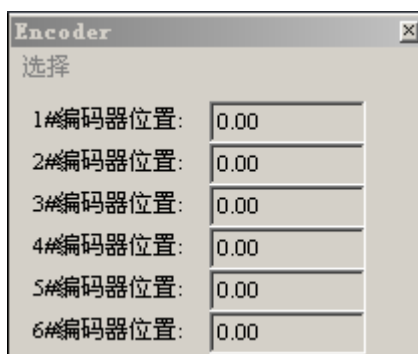 Encoder
选择
1#编码器位置: 0.00
2#编码器位置: 0.00
3#编码器位置: 0.00
4#编码器位置: 0.00
5#编码器位置: 0.00
6#编码器位置: 0.00